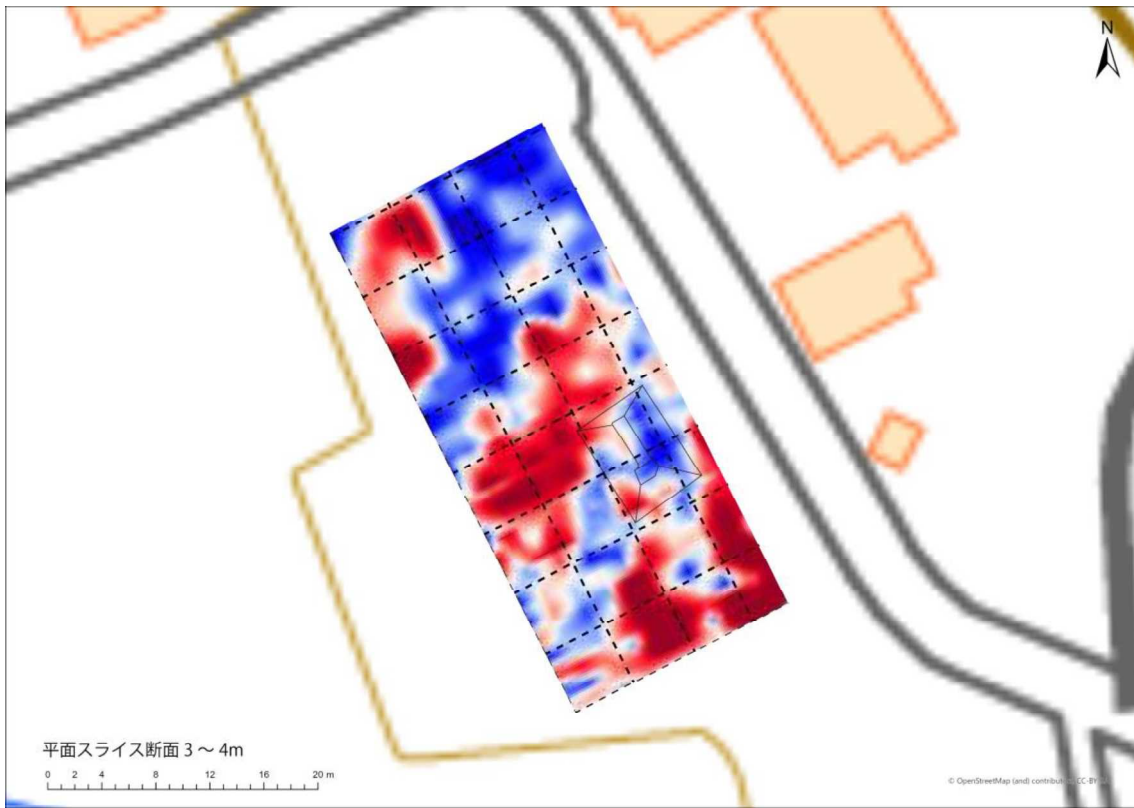 N
平面スライス断面 3 ～ 4m
0 2 4 8 12 16 20 m
© OpenStreetMap (and) contributors, CC-BY